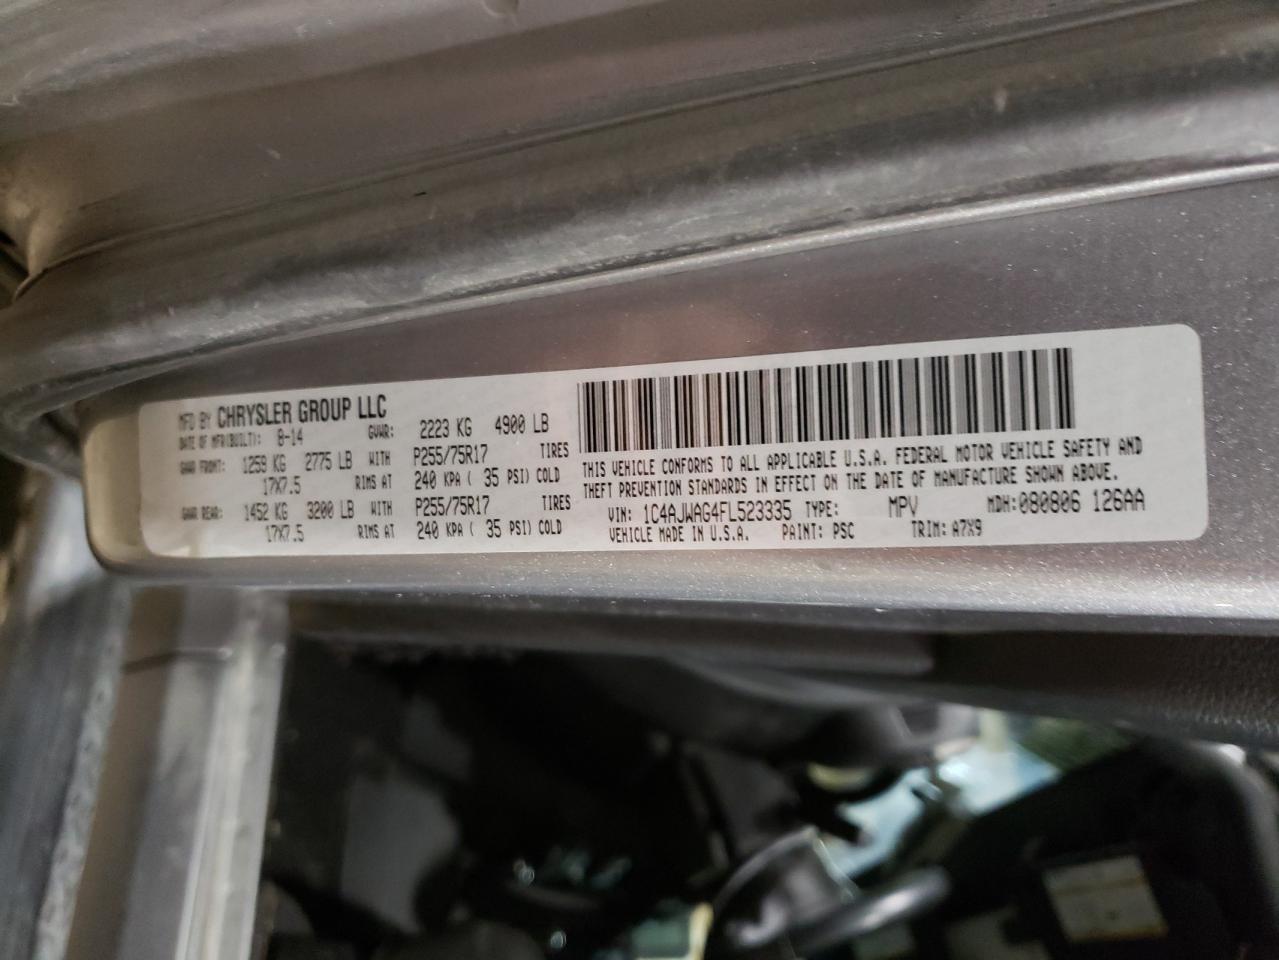 MFD BY CHRYSLER GROUP LLC
DATE OF MFR(BUILT): 8-14 GVWR: 2223 KG 4900 LB
GAWR FRONT: 1259 KG 2775 LB WITH P255/75R17 TIRES
17X7.5 RIMS AT 240 KPA ( 35 PSI) COLD
GAWR REAR: 1452 KG 3200 LB WITH P255/75R17 TIRES
17X7.5 RIMS AT 240 KPA ( 35 PSI) COLD
THIS VEHICLE CONFORMS TO ALL APPLICABLE U.S.A. FEDERAL MOTOR VEHICLE SAFETY AND
THEFT PREVENTION STANDARDS IN EFFECT ON THE DATE OF MANUFACTURE SHOWN ABOVE.
VIN: 1C4AJWAG4FL523335 TYPE: MPV MDH: 080806 126AA
VEHICLE MADE IN U.S.A. PAINT: PSC TRIM: A7X9